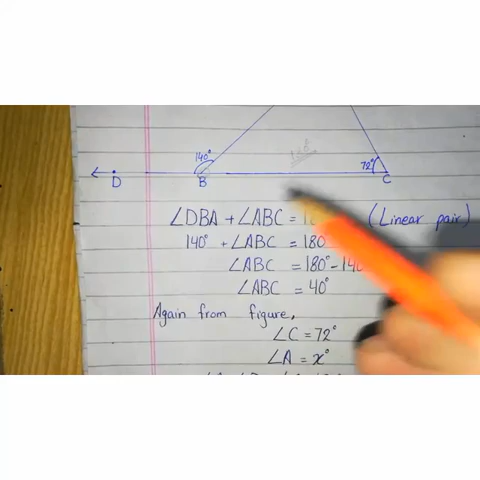 140°
72°
D B C
∠DBA + ∠ABC = (Linear pair)
140° + ∠ABC = 180°
∠ABC = 180° - 140
∠ABC = 40°
Again from figure,
∠C = 72°
∠A = x°